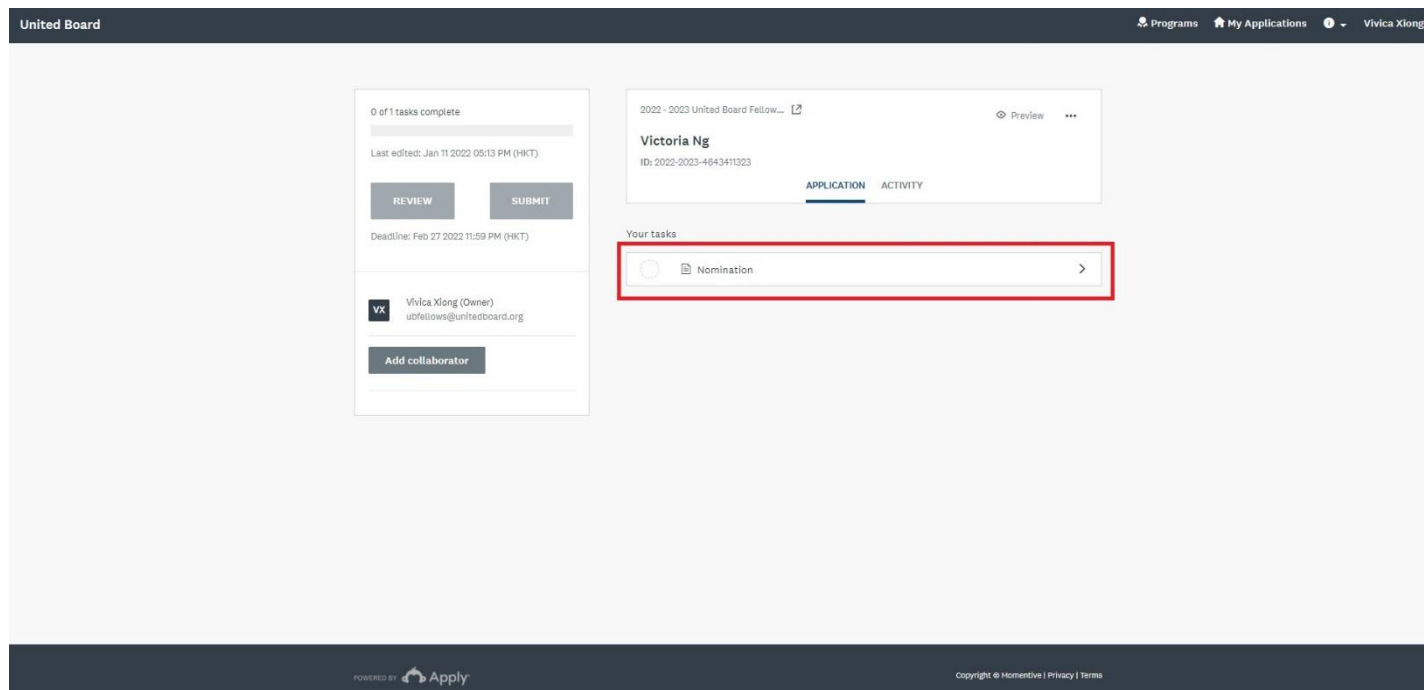 United Board
Programs My Applications Vivica Xiong
0 of 1 tasks complete
Last edited: Jan 11 2022 05:13 PM (HKT)
REVIEW SUBMIT
Deadline: Feb 27 2022 11:59 PM (HKT)
VX
Vivica Xiong (Owner)
ubfellows@unitedboard.org
Add collaborator
2022 - 2023 United Board Fellow...
Preview ...
Victoria Ng
ID: 2022-2023-4643411323
APPLICATION ACTIVITY
Your tasks
Nomination
POWERED BY Apply
Copyright © Momentive | Privacy | Terms